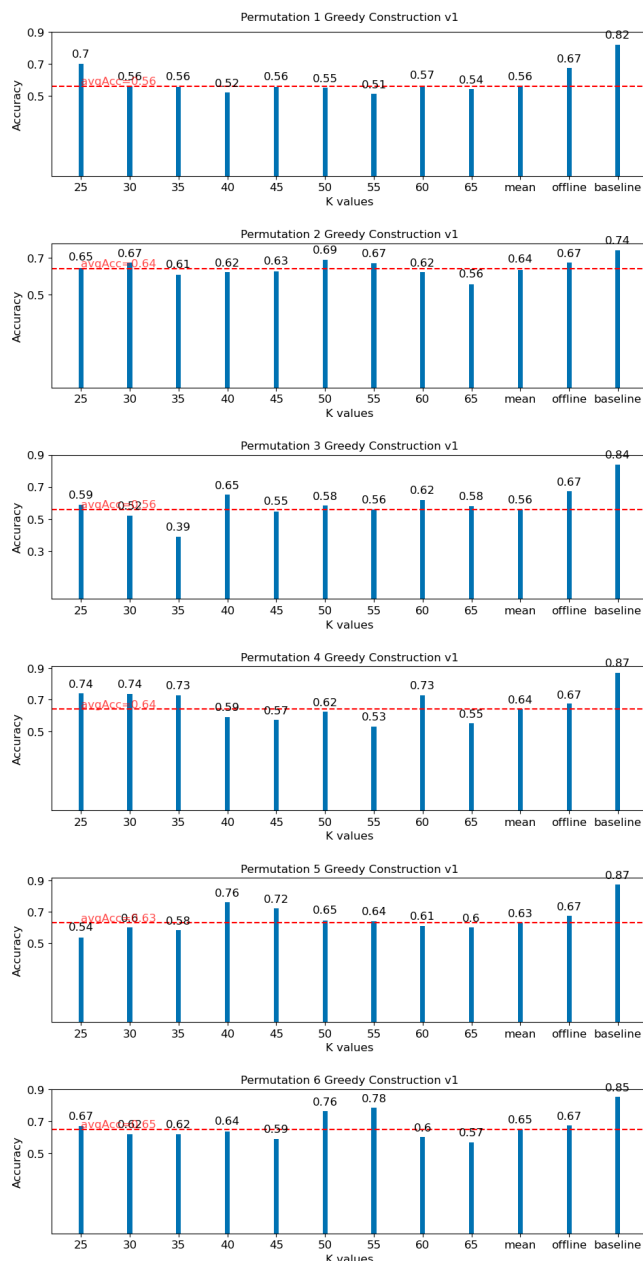 Permutation 1 Greedy Construction v1
0.9 0.82
0.7 0.7 0.67
avgAcc=0.56 0.56 0.56 0.52 0.56 0.55 0.51 0.57 0.54 0.56
0.5
Accuracy
25 30 35 40 45 50 55 60 65 mean offline baseline
K values
Permutation 2 Greedy Construction v1
0.7 0.65 avgAcc=0.64 0.67 0.61 0.62 0.63 0.69 0.67 0.62 0.56 0.64 0.67 0.74
0.5
Accuracy
25 30 35 40 45 50 55 60 65 mean offline baseline
K values
Permutation 3 Greedy Construction v1
0.9 0.84
0.7 0.59 avgAcc=0.56 0.52 0.39 0.65 0.55 0.58 0.56 0.62 0.58 0.56 0.67
0.5
0.3
Accuracy
25 30 35 40 45 50 55 60 65 mean offline baseline
K values
Permutation 4 Greedy Construction v1
0.9 0.87
0.7 0.74 avgAcc=0.64 0.74 0.73 0.59 0.57 0.62 0.53 0.73 0.55 0.64 0.67
0.5
Accuracy
25 30 35 40 45 50 55 60 65 mean offline baseline
K values
Permutation 5 Greedy Construction v1
0.9 0.87
0.7 0.54 avgAcc=0.63 0.6 0.58 0.76 0.72 0.65 0.64 0.61 0.6 0.63 0.67
0.5
Accuracy
25 30 35 40 45 50 55 60 65 mean offline baseline
K values
Permutation 6 Greedy Construction v1
0.9 0.85
0.7 0.67 avgAcc=0.65 0.62 0.62 0.64 0.59 0.76 0.78 0.6 0.57 0.65 0.67
0.5
Accuracy
25 30 35 40 45 50 55 60 65 mean offline baseline
K values